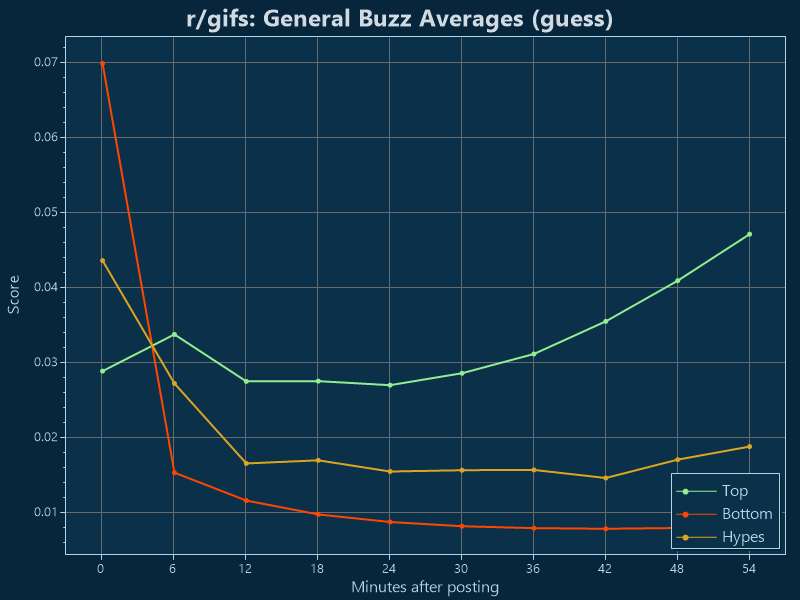 r/gifs: General Buzz Averages (guess)
Score
0.07
0.06
0.05
0.04
0.03
0.02
0.01
Top
Bottom
Hypes
0 6 12 18 24 30 36 42 48 54
Minutes after posting